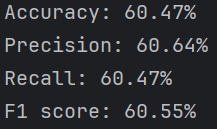 Accuracy: 60.47%
Precision: 60.64%
Recall: 60.47%
F1 score: 60.55%